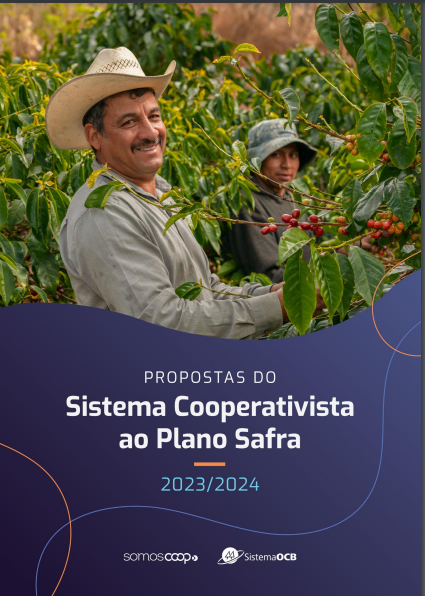 PROPOSTAS DO
Sistema Cooperativista
ao Plano Safra
2023/2024
somoscoop
SistemaOCB